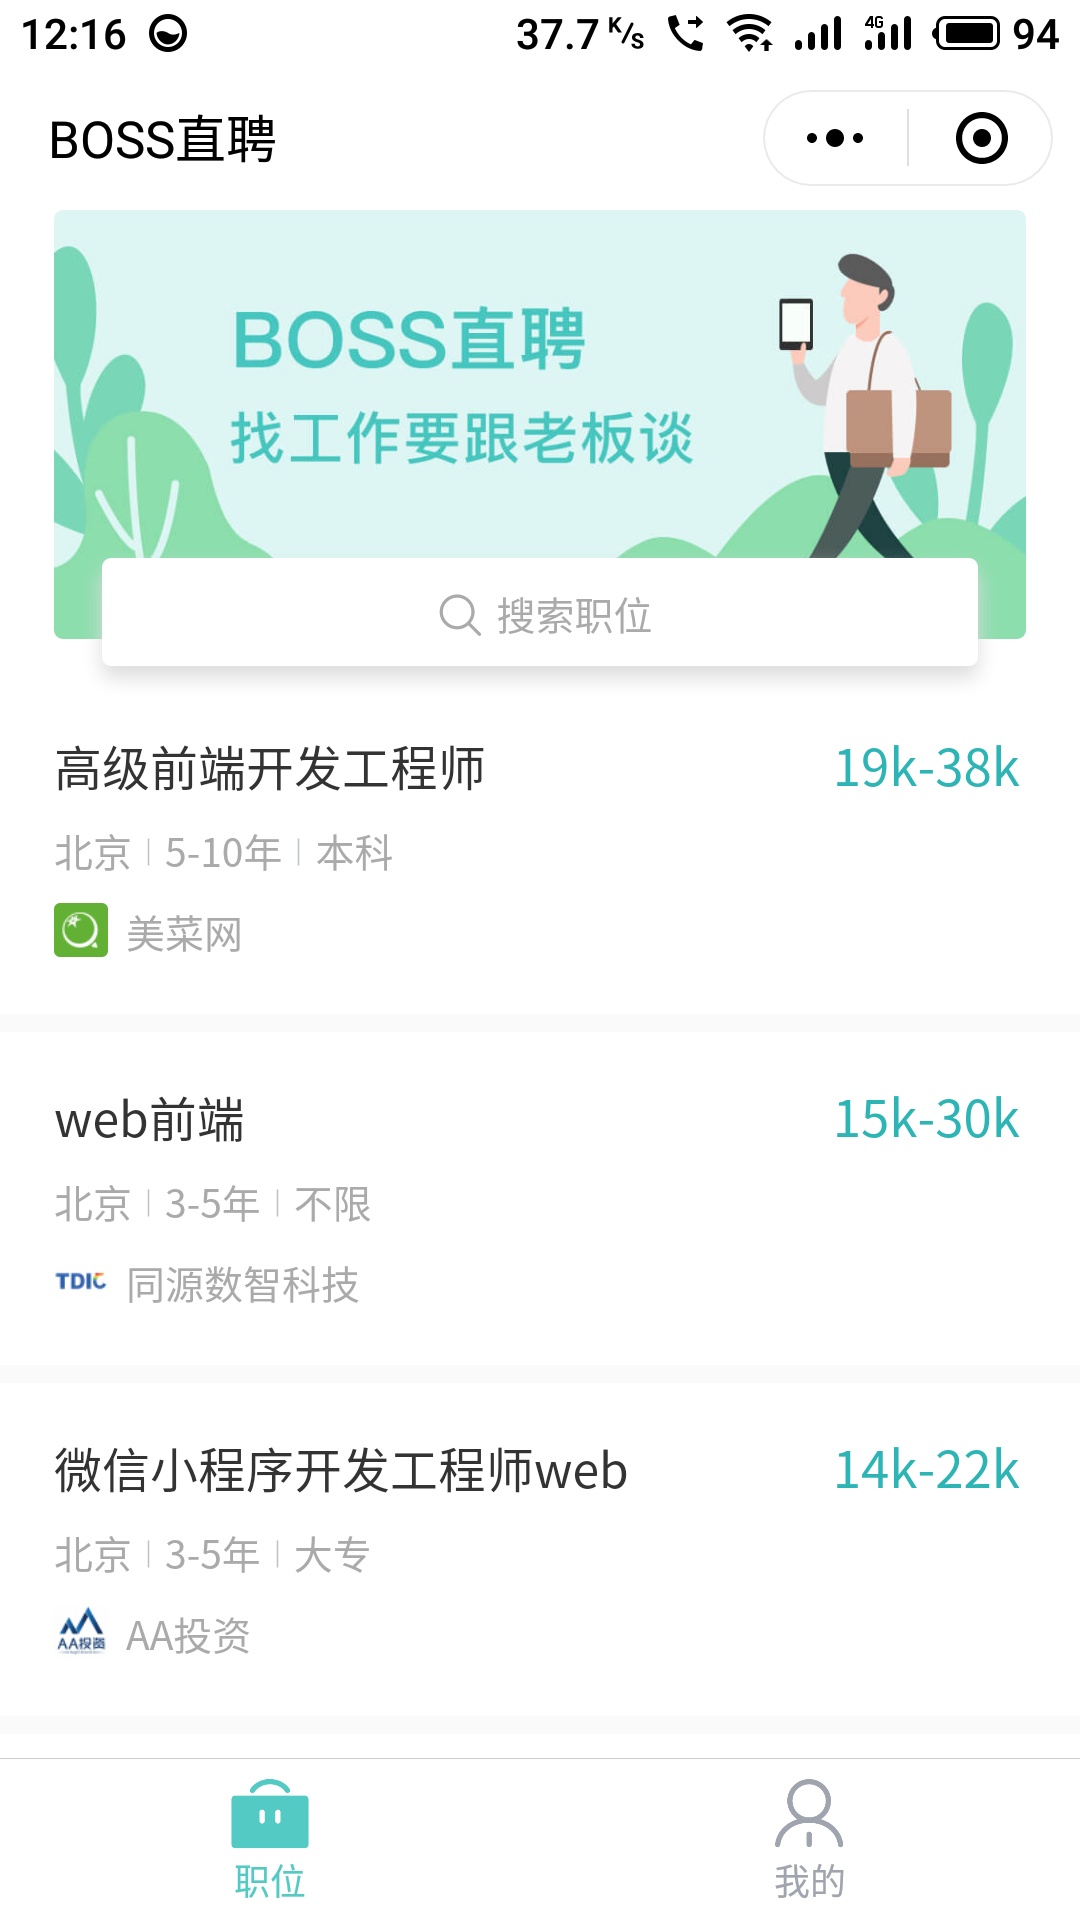 12:16 37.7 K/s 4G 94
BOSS直聘
BOSS直聘
找工作要跟老板谈
搜索职位
高级前端开发工程师 19k-38k
北京 5-10年 本科
美菜网
web前端 15k-30k
北京 3-5年 不限
TDIC 同源数智科技
微信小程序开发工程师web 14k-22k
北京 3-5年 大专
AA投资 AA投资
职位 我的